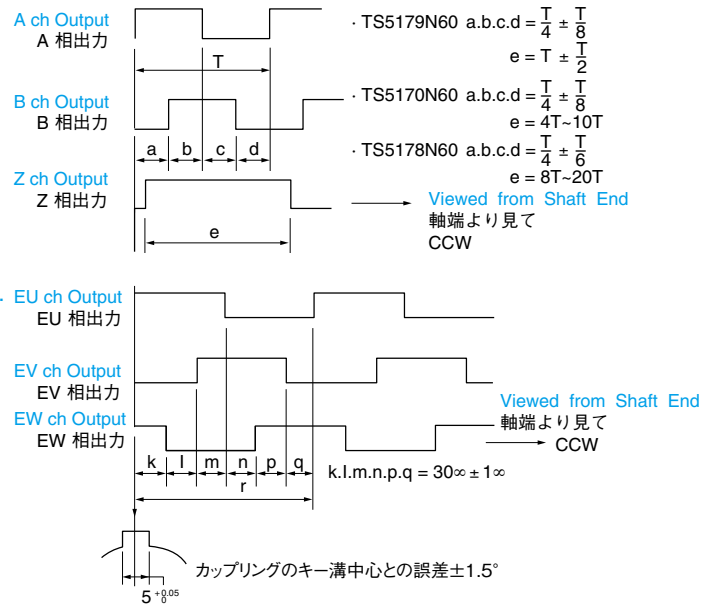 A ch Output
A 相出力
T
· TS5179N60 a.b.c.d = T/4 ± T/8
e = T ± T/2
B ch Output
B 相出力
a b c d
· TS5170N60 a.b.c.d = T/4 ± T/8
e = 4T~10T
· TS5178N60 a.b.c.d = T/4 ± T/6
e = 8T~20T
Z ch Output
Z 相出力
e
Viewed from Shaft End
軸端より見て
CCW
EU ch Output
EU 相出力
EV ch Output
EV 相出力
EW ch Output
EW 相出力
Viewed from Shaft End
軸端より見て
CCW
k l m n p q
r
k.l.m.n.p.q = 30∞ ± 1∞
カップリングのキー溝中心との誤差±1.5°
5 +0.05 0